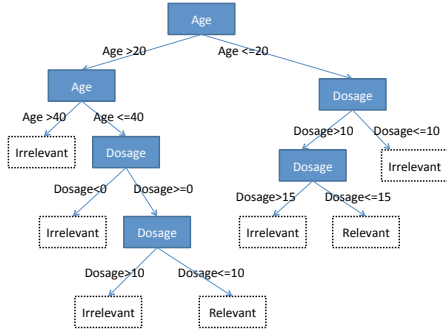 Age
Age >20
Age <=20
Age
Dosage
Age >40
Age <=40
Dosage>10
Dosage<=10
Irrelevant
Dosage
Dosage
Irrelevant
Dosage<0
Dosage>=0
Dosage>15
Dosage<=15
Irrelevant
Dosage
Irrelevant
Relevant
Dosage>10
Dosage<=10
Irrelevant
Relevant